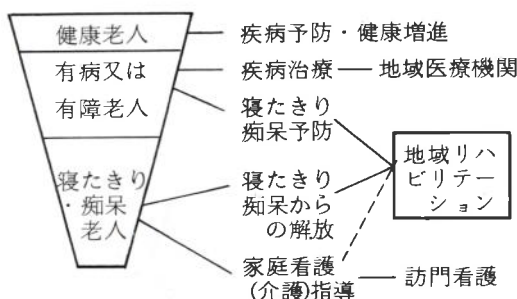 健康老人
疾病予防・健康増進
有病又は
有障老人
疾病治療
地域医療機関
寝たきり
痴呆予防
地域リハ
ビリテー
ション
寝たきり
・痴呆
老人
寝たきり
痴呆から
の解放
家庭看護
(介護)指導
訪門看護